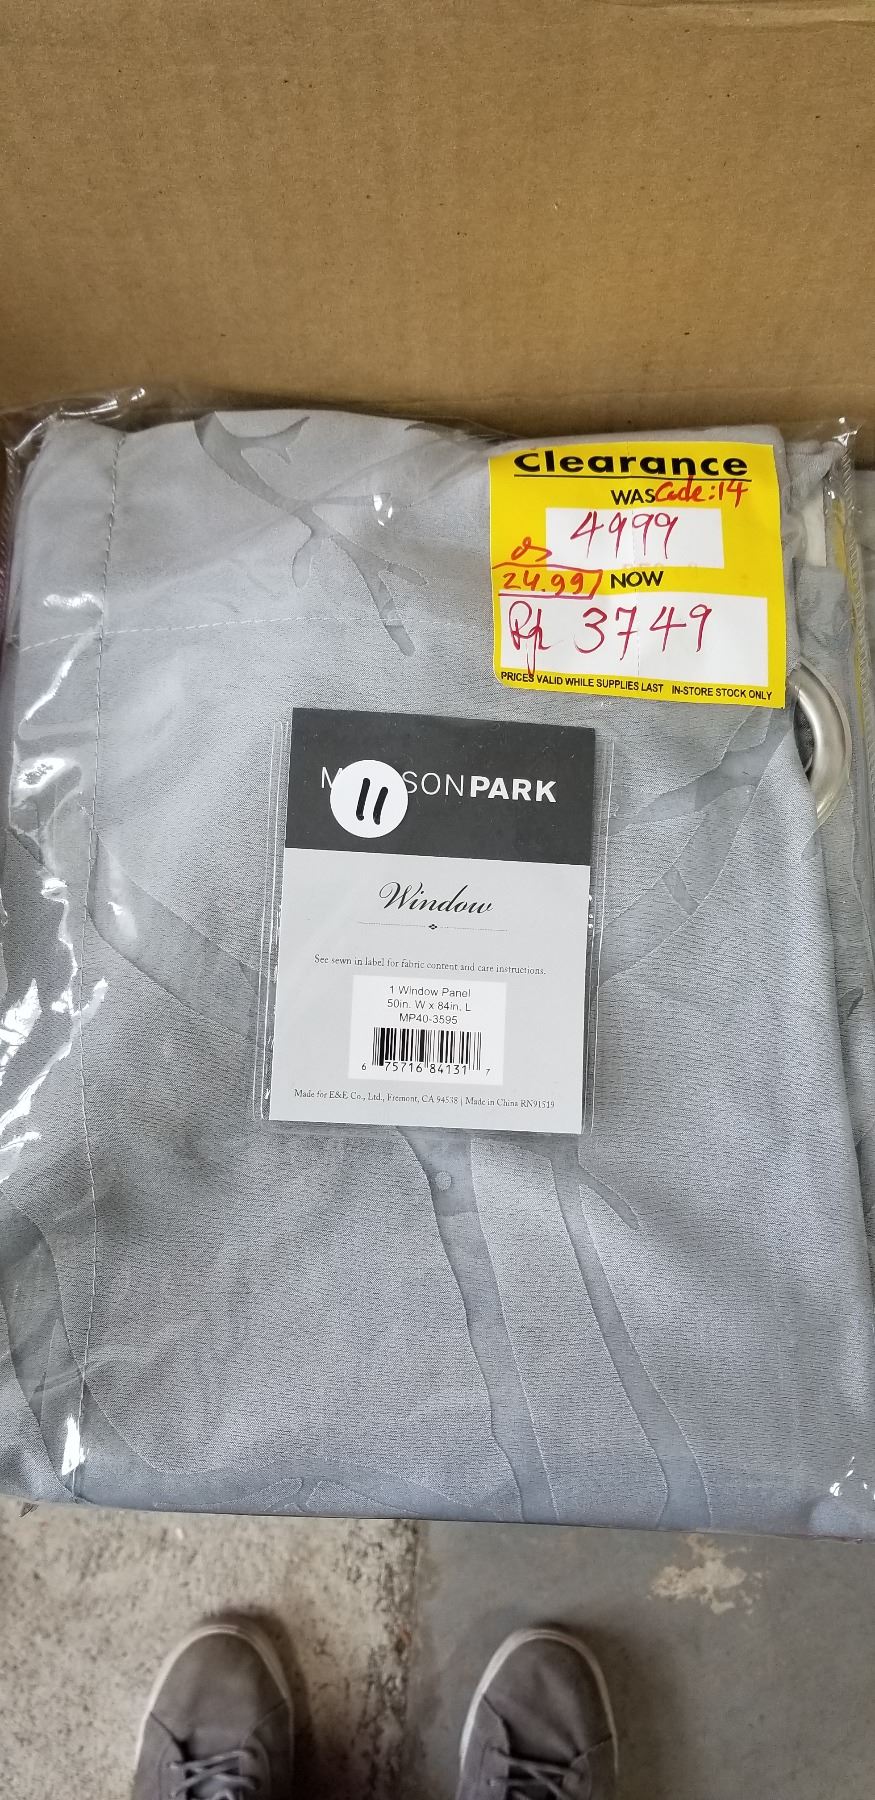 Clearance
WAS Code:14
4999
ds
24.99/ NOW
Rp 3749
PRICES VALID WHILE SUPPLIES LAST IN-STORE STOCK ONLY
M SONPARK
11
Window
See sewn in label for fabric content and care instructions.
1 Window Panel
50in. W x 84in. L
MP40-3595
6 75716 84131 7
Made for E&E Co., Ltd., Fremont, CA 94538 | Made in China RN91519